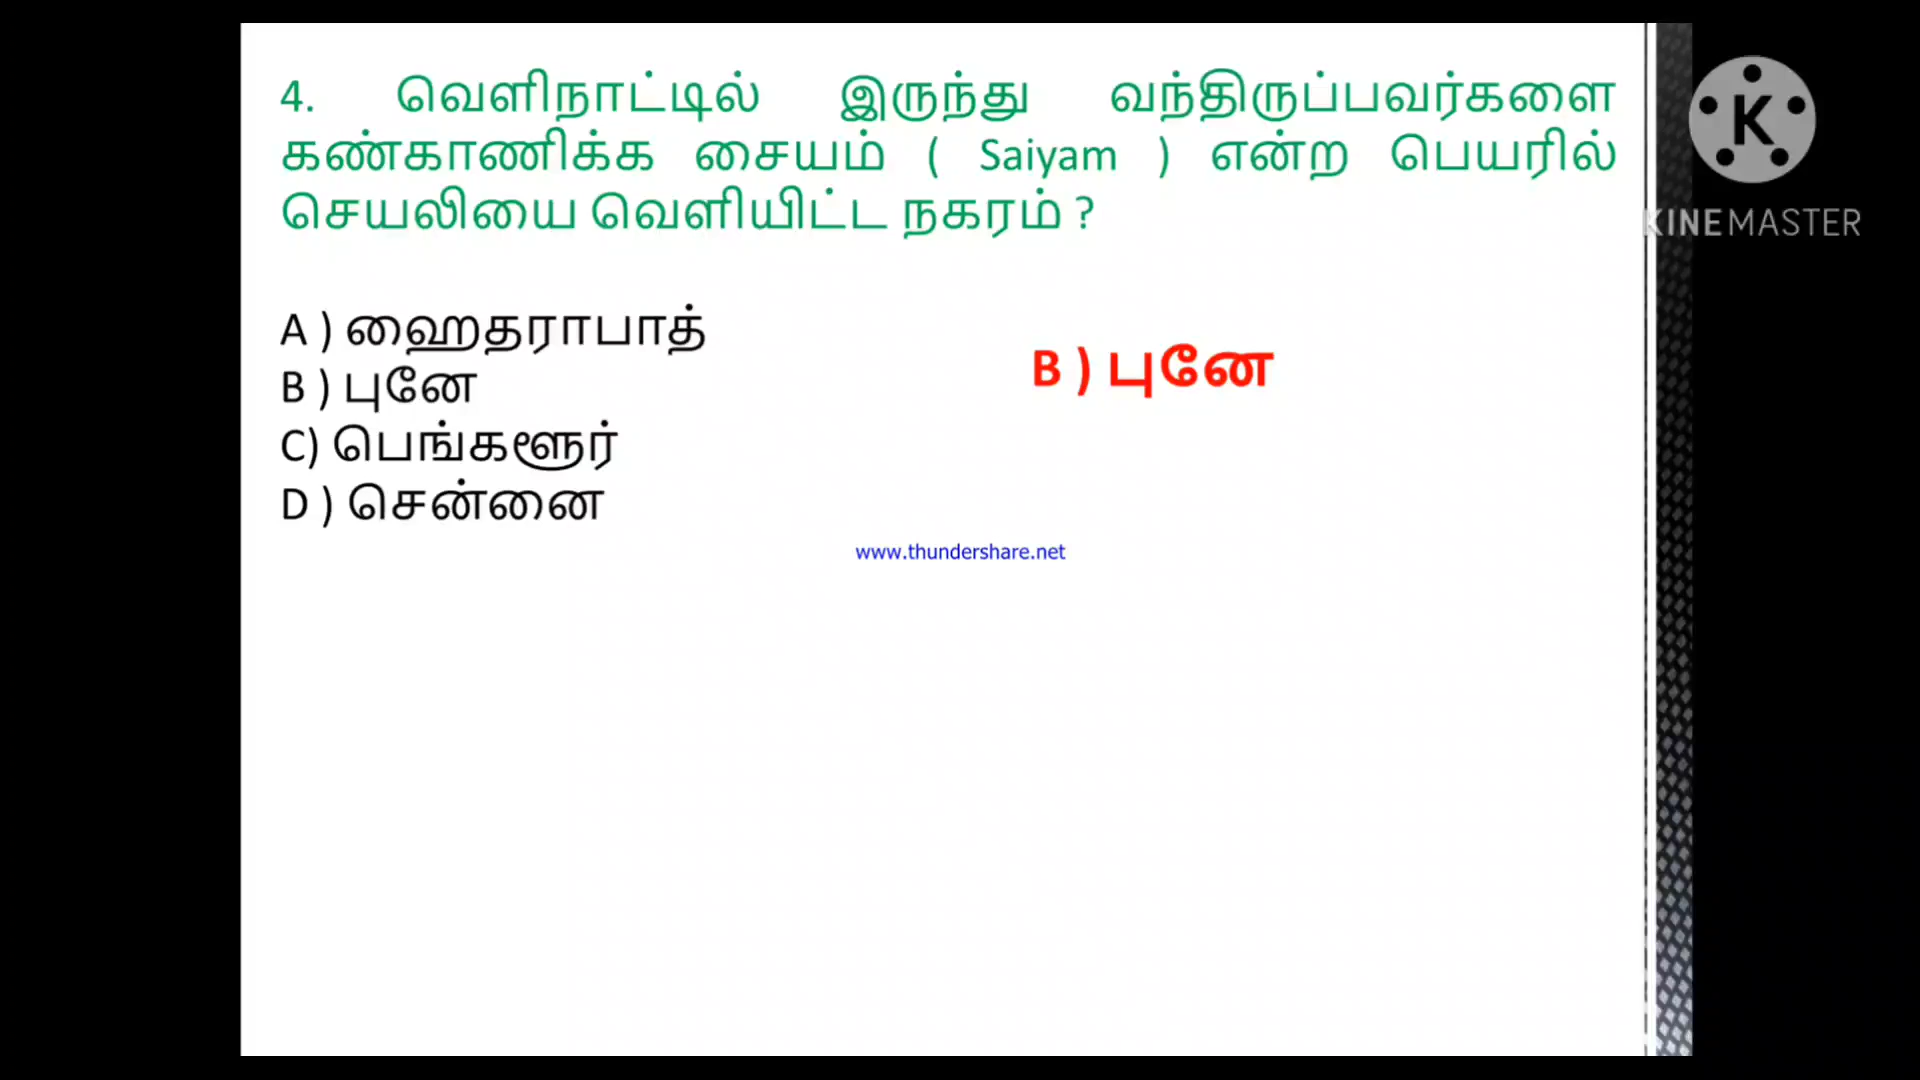 4. வெளிநாட்டில் இருந்து வந்திருப்பவர்களை
கண்காணிக்க சையம் ( Saiyam ) என்ற பெயரில்
செயலியை வெளியிட்ட நகரம் ?
A ) ஹைதராபாத்
B ) புனே
C) பெங்களூர்
D ) சென்னை
B ) புனே
www.thundershare.net
K
KINEMASTER